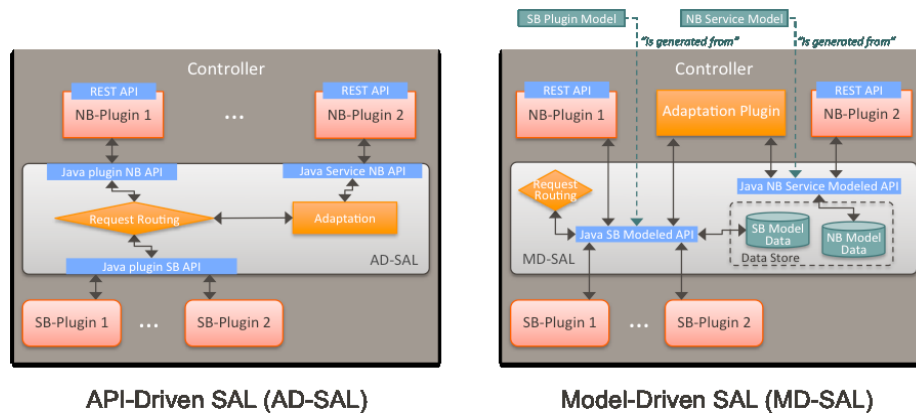 Controller
REST API
NB-Plugin 1
...
REST API
NB-Plugin 2
Java plugin NB API
Java Service NB API
Request Routing
Adaptation
Java plugin SB API
AD-SAL
SB-Plugin 1
...
SB-Plugin 2
API-Driven SAL (AD-SAL)
SB Plugin Model
NB Service Model
"Is generated from"
"Is generated from"
Controller
REST API
NB-Plugin 1
Adaptation Plugin
REST API
NB-Plugin 2
Request
Routing
Java NB Service Modeled API
Java SB Modeled API
SB Model
Data
NB Model
Data
Data Store
MD-SAL
SB-Plugin 1
...
SB-Plugin 2
Model-Driven SAL (MD-SAL)